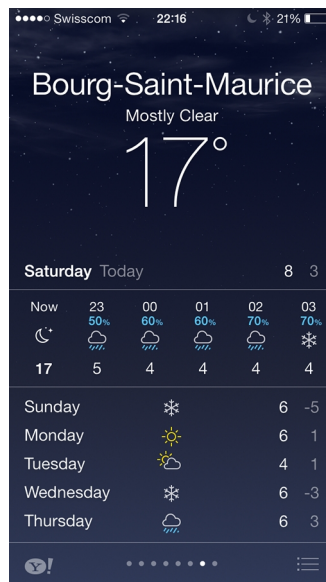 Swisscom 22:16 21%
Bourg-Saint-Maurice
Mostly Clear
17°
Saturday Today 8 3
Now 23 00 01 02 03
50% 60% 60% 70% 70%
17 5 4 4 4 4
Sunday 6 -5
Monday 6 1
Tuesday 4 1
Wednesday 6 -3
Thursday 6 3
Y!